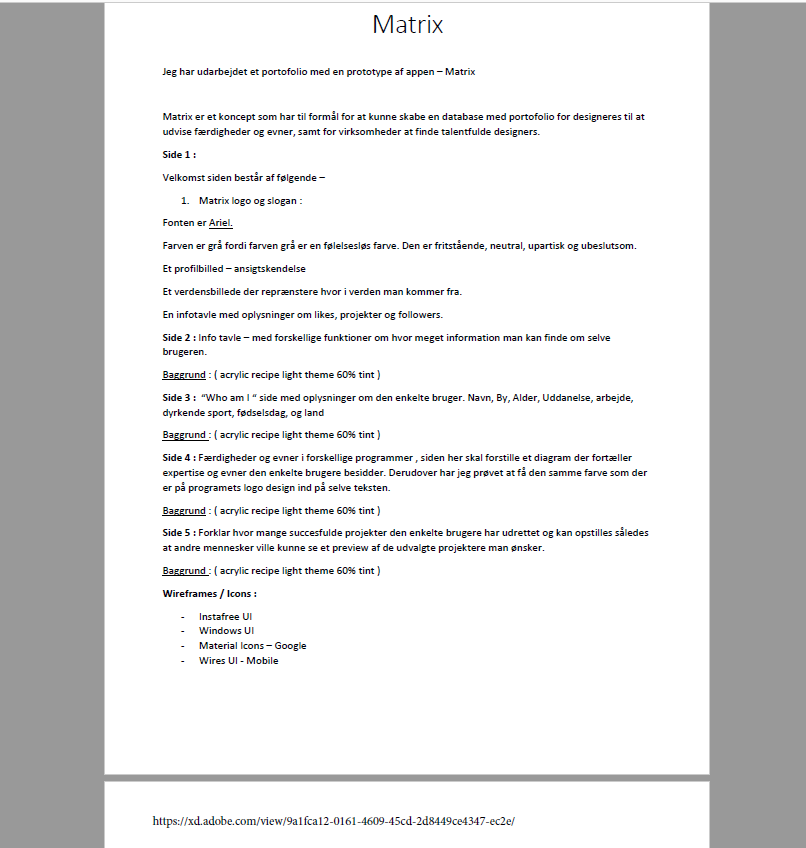 Matrix
Jeg har udarbejdet et portofolio med en prototype af appen – Matrix
Matrix er et koncept som har til formål for at kunne skabe en database med portofolio for designeres til at
udvise færdigheder og evner, samt for virksomheder at finde talentfulde designers.
Side 1 :
Velkomst siden består af følgende –
1. Matrix logo og slogan :
Fonten er Ariel.
Farven er grå fordi farven grå er en følelsesløs farve. Den er fritstående, neutral, upartisk og ubeslutsom.
Et profilbilled – ansigtskendelse
Et verdensbillede der reprænstere hvor i verden man kommer fra.
En infotavle med oplysninger om likes, projekter og followers.
Side 2 : Info tavle – med forskellige funktioner om hvor meget information man kan finde om selve
brugeren.
Baggrund : ( acrylic recipe light theme 60% tint )
Side 3 : “Who am I “ side med oplysninger om den enkelte bruger. Navn, By, Alder, Uddanelse, arbejde,
dyrkende sport, fødselsdag, og land
Baggrund : ( acrylic recipe light theme 60% tint )
Side 4 : Færdigheder og evner i forskellige programmer , siden her skal forstille et diagram der fortæller
expertise og evner den enkelte brugere besidder. Derudover har jeg prøvet at få den samme farve som der
er på programets logo design ind på selve teksten.
Baggrund : ( acrylic recipe light theme 60% tint )
Side 5 : Forklar hvor mange succesfulde projekter den enkelte brugere har udrettet og kan opstilles således
at andre mennesker ville kunne se et preview af de udvalgte projektere man ønsker.
Baggrund : ( acrylic recipe light theme 60% tint )
Wireframes / Icons :
- Instafree UI
- Windows UI
- Material Icons – Google
- Wires UI - Mobile
https://xd.adobe.com/view/9a1fca12-0161-4609-45cd-2d8449ce4347-ec2e/